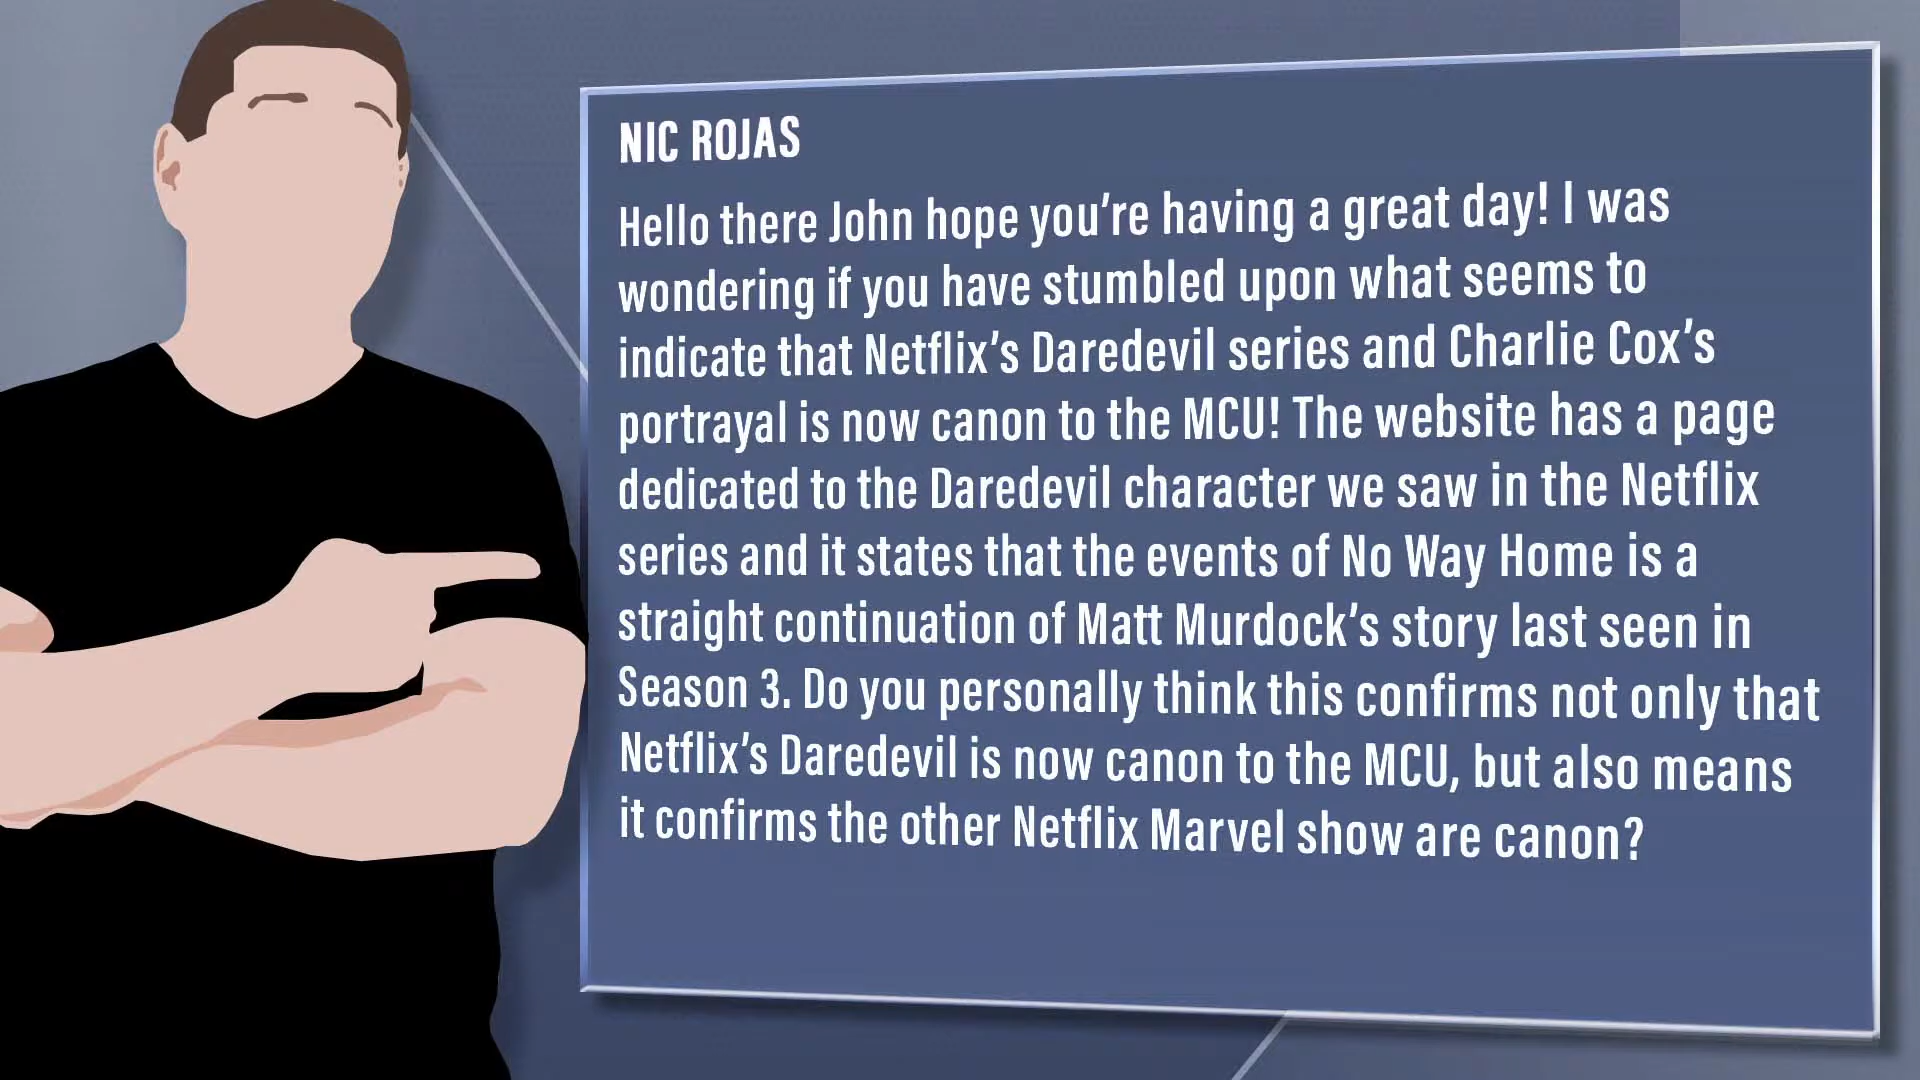 NIC ROJAS
Hello there John hope you're having a great day! I was
wondering if you have stumbled upon what seems to
indicate that Netflix's Daredevil series and Charlie Cox's
portrayal is now canon to the MCU! The website has a page
dedicated to the Daredevil character we saw in the Netflix
series and it states that the events of No Way Home is a
straight continuation of Matt Murdock's story last seen in
Season 3. Do you personally think this confirms not only that
Netflix's Daredevil is now canon to the MCU, but also means
it confirms the other Netflix Marvel show are canon?